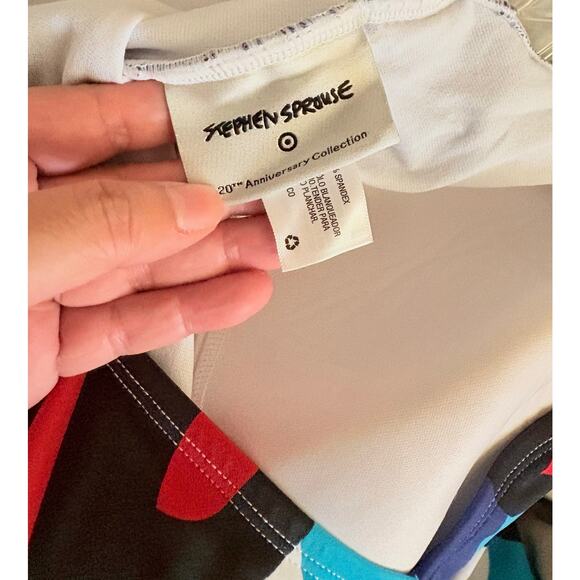 STEPHEN SPROUSE
20TH Anniversary Collection
SPANDEX
BLANQUEADOR
TENDER PARA
PLANCHAR.
CO